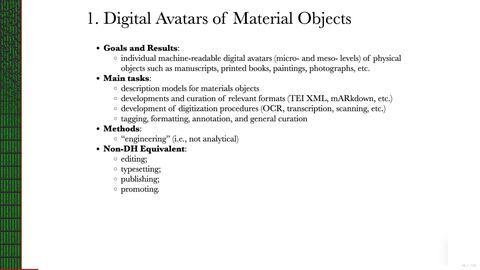 1. Digital Avatars of Material Objects
• Goals and Results:
○ individual machine-readable digital avatars (micro- and meso- levels) of physical
objects such as manuscripts, printed books, paintings, photographs, etc.
• Main tasks:
○ description models for materials objects
○ developments and curation of relevant formats (TEI XML, mARkdown, etc.)
○ development of digitization procedures (OCR, transcription, scanning, etc.)
○ tagging, formatting, annotation, and general curation
• Methods:
○ “engineering” (i.e., not analytical)
• Non-DH Equivalent:
○ editing;
○ typesetting;
○ publishing;
○ promoting.